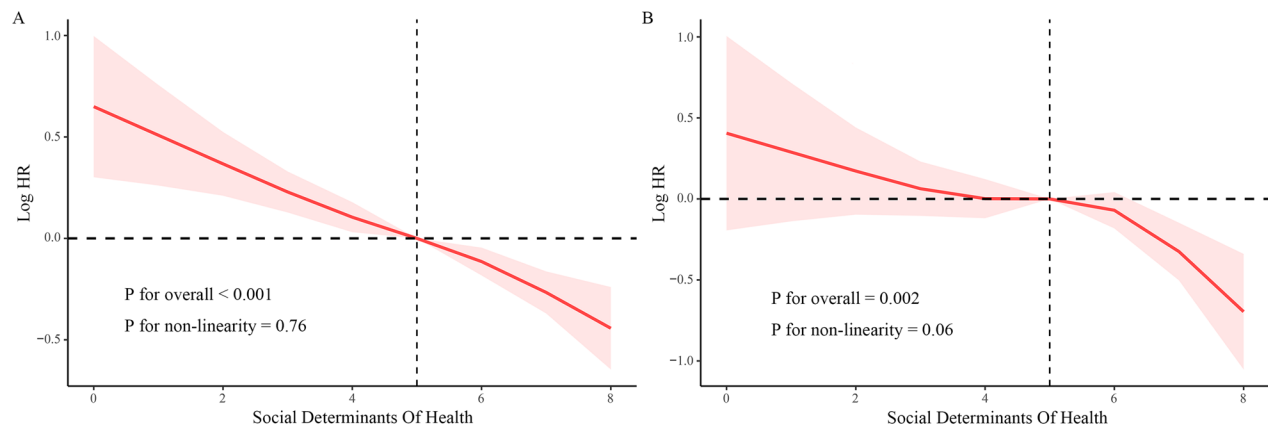 A
1.0
0.5
0.0
−0.5
Log HR
P for overall < 0.001
P for non-linearity = 0.76
0
2
4
6
8
Social Determinants Of Health
B
1.0
0.5
0.0
−0.5
−1.0
Log HR
P for overall = 0.002
P for non-linearity = 0.06
0
2
4
6
8
Social Determinants Of Health